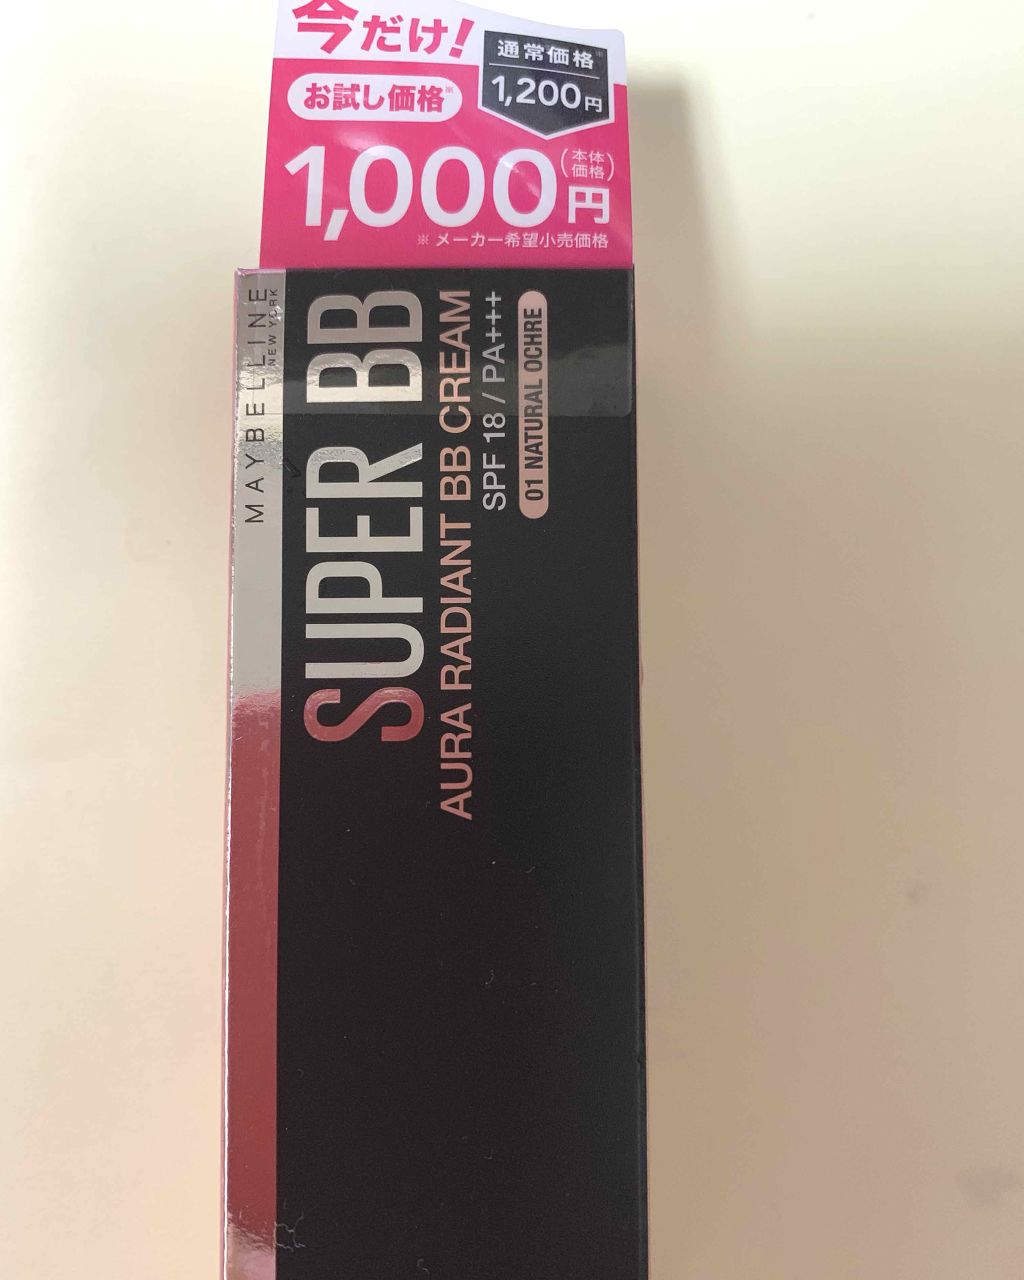 今だけ!
お試し価格※
通常価格※
1,200円
1,000円
(本体価格)
※ メーカー希望小売価格
MAYBELLINE
NEW YORK
SUPER BB
AURA RADIANT BB CREAM
SPF 18 / PA+++
01 NATURAL OCHRE